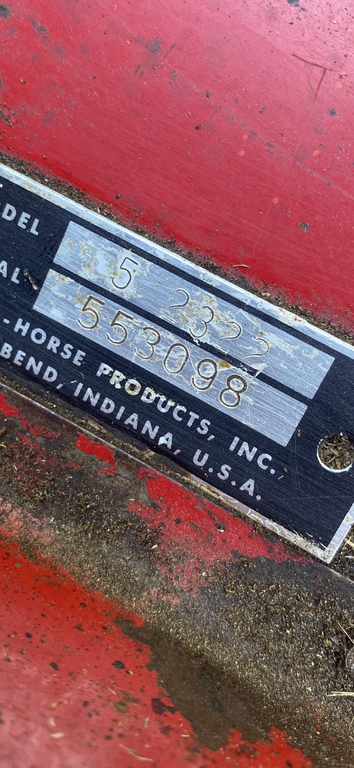 DEL 5 2322
AL 553098
-HORSE PRODUCTS, INC.
BEND, INDIANA, U.S.A.